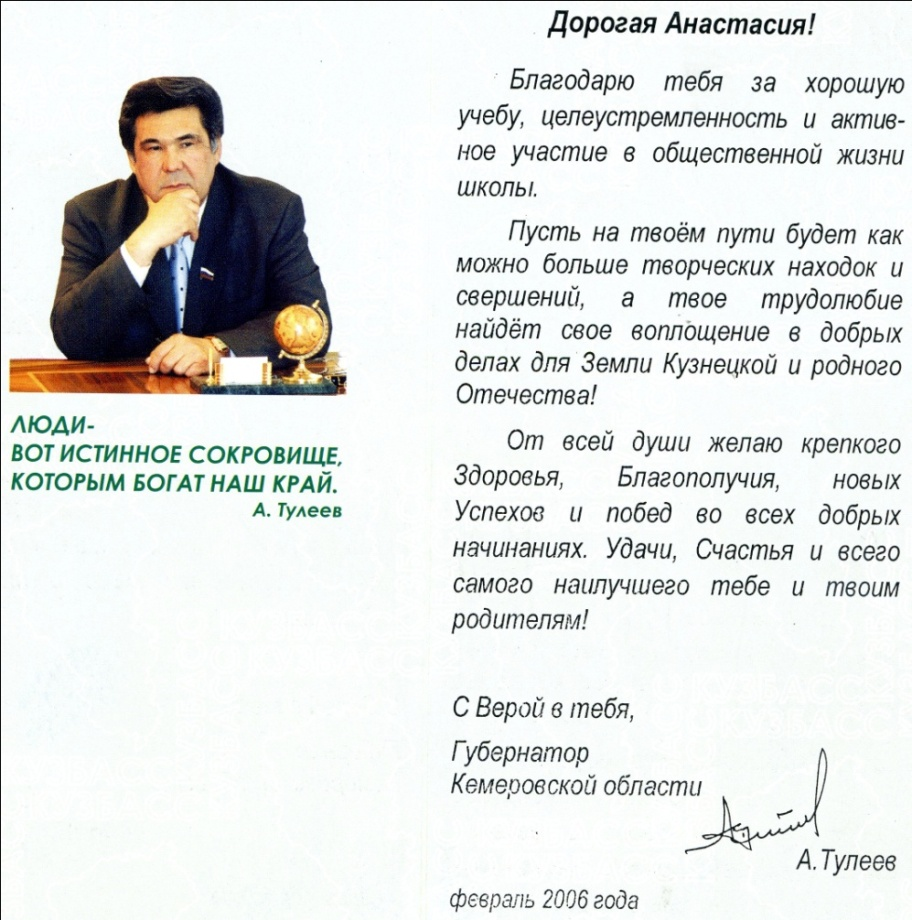 ЛЮДИ-
ВОТ ИСТИННОЕ СОКРОВИЩЕ,
КОТОРЫМ БОГАТ НАШ КРАЙ.
А. Тулеев
Дорогая Анастасия!
Благодарю тебя за хорошую
учебу, целеустремленность и актив-
ное участие в общественной жизни
школы.
Пусть на твоём пути будет как
можно больше творческих находок и
свершений, а твое трудолюбие
найдёт свое воплощение в добрых
делах для Земли Кузнецкой и родного
Отечества!
От всей души желаю крепкого
Здоровья, Благополучия, новых
Успехов и побед во всех добрых
начинаниях. Удачи, Счастья и всего
самого наилучшего тебе и твоим
родителям!
С Верой в тебя,
Губернатор
Кемеровской области
А.Тулеев
февраль 2006 года